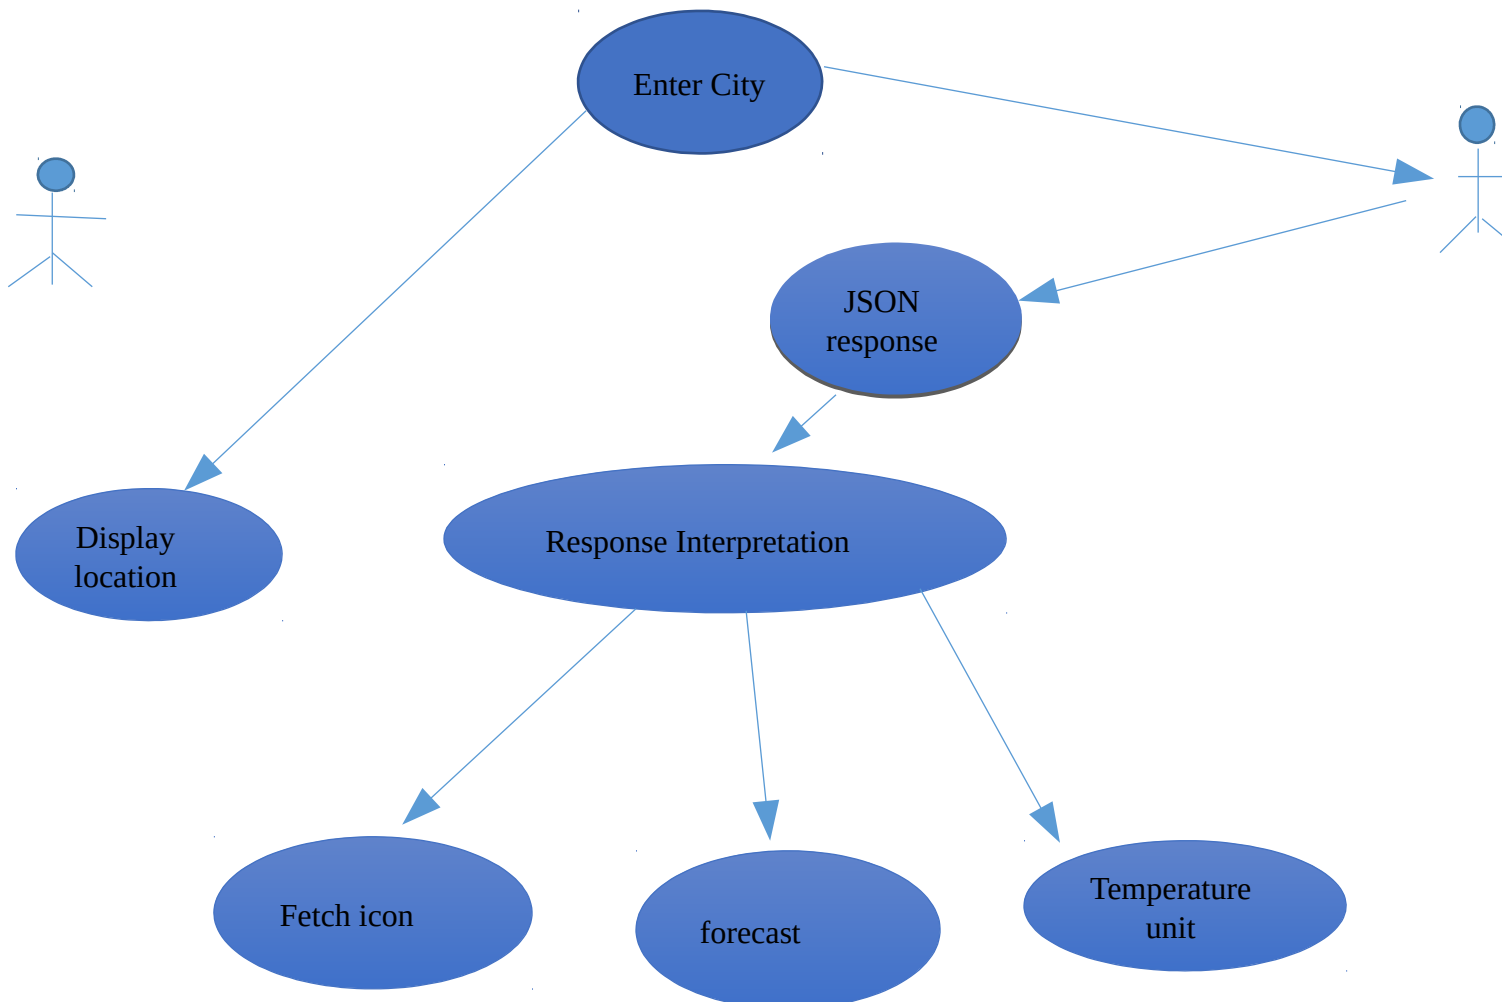 Enter City
JSON
response
Display
location
Response Interpretation
Fetch icon
forecast
Temperature
unit